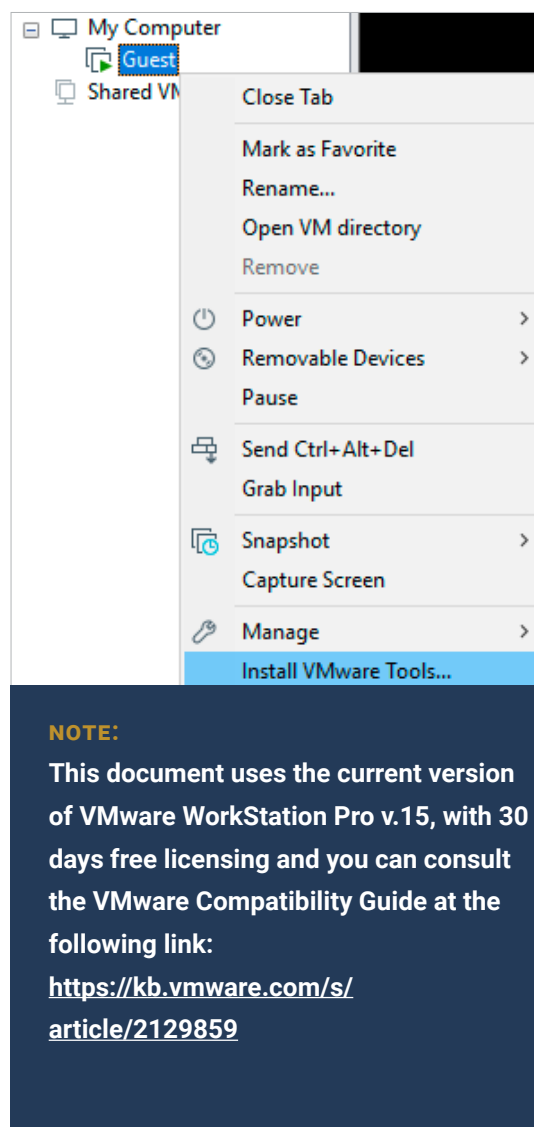 My Computer
Guest
Shared VM
Close Tab
Mark as Favorite
Rename...
Open VM directory
Remove
Power
Removable Devices
Pause
Send Ctrl+Alt+Del
Grab Input
Snapshot
Capture Screen
Manage
Install VMware Tools...
NOTE:
This document uses the current version
of VMware WorkStation Pro v.15, with 30
days free licensing and you can consult
the VMware Compatibility Guide at the
following link:
https://kb.vmware.com/s/
article/2129859